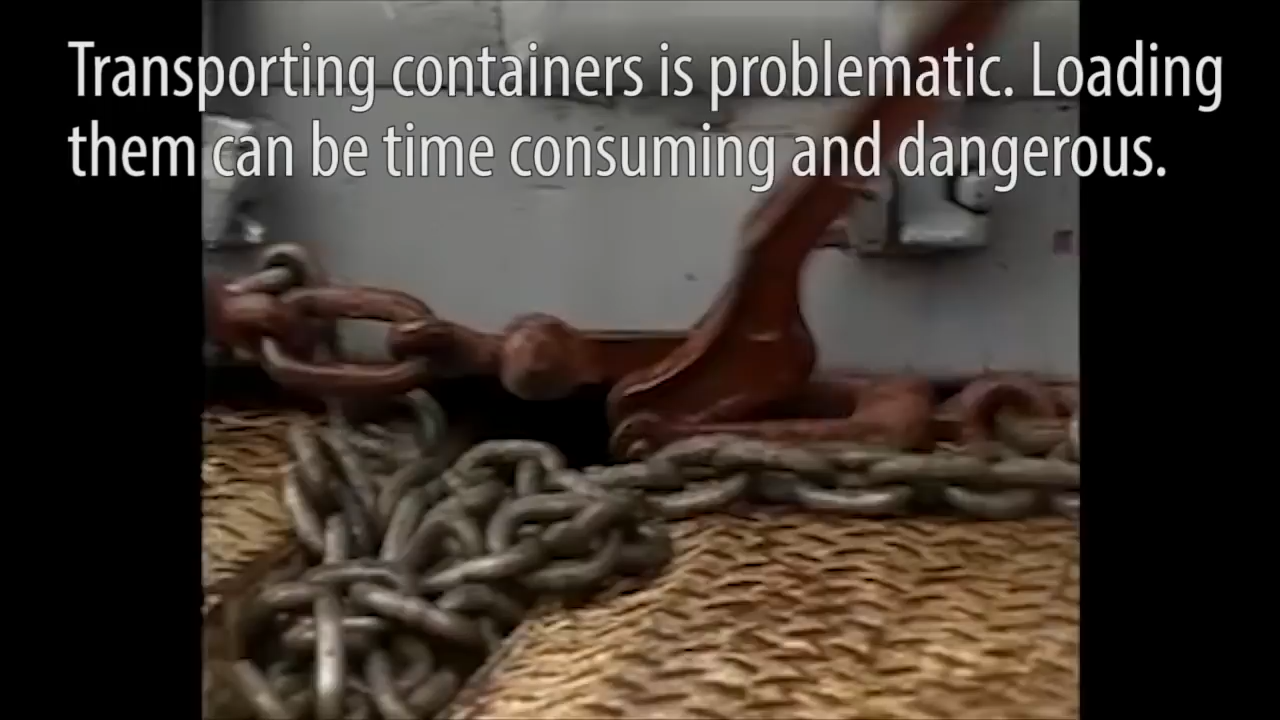 Transporting containers is problematic. Loading
them can be time consuming and dangerous.